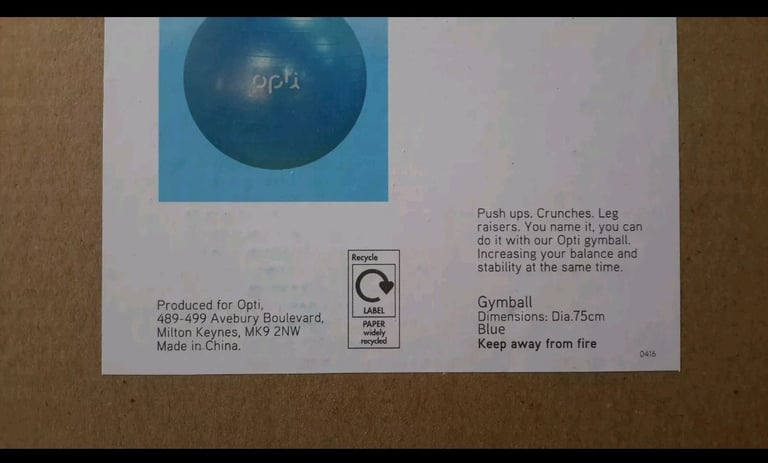 opti
Push ups. Crunches. Leg
raisers. You name it, you can
do it with our Opti gymball.
Increasing your balance and
stability at the same time.
Recycle
LABEL
PAPER
widely
recycled
Produced for Opti,
489-499 Avebury Boulevard,
Milton Keynes, MK9 2NW
Made in China.
Gymball
Dimensions: Dia.75cm
Blue
Keep away from fire
0416